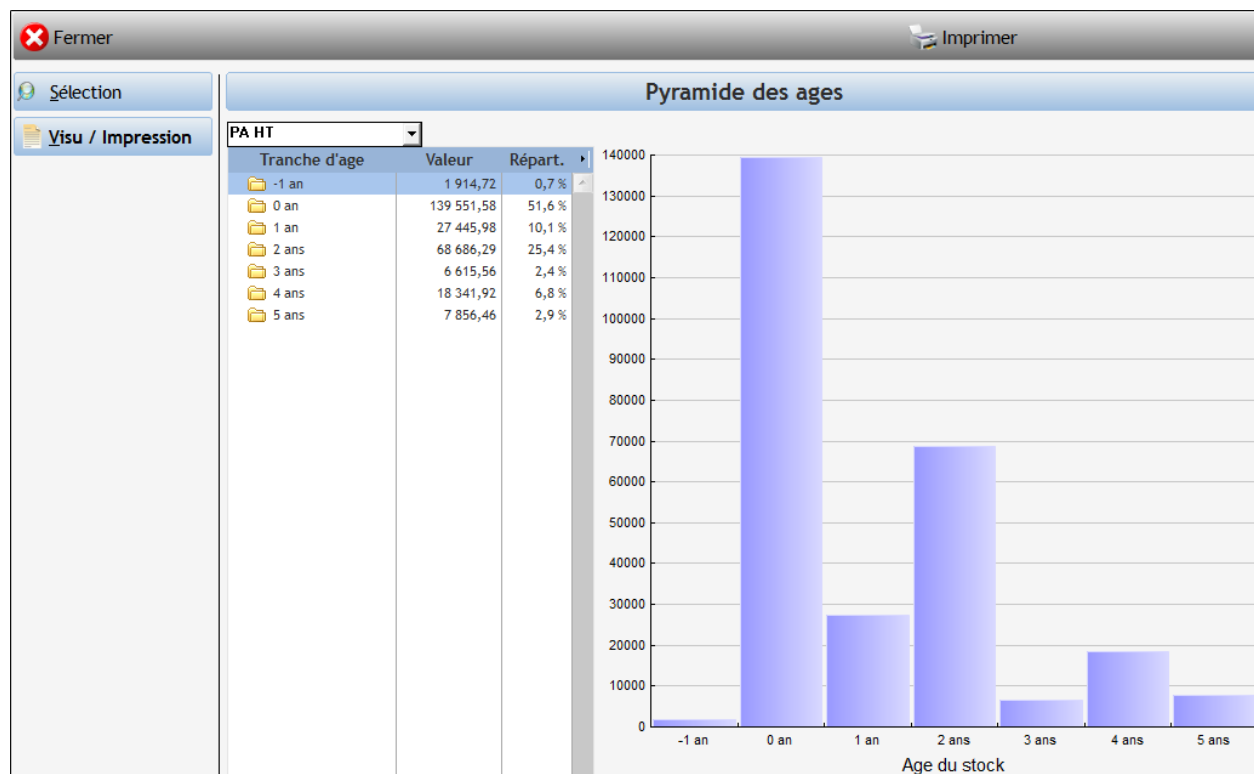 Fermer
Imprimer
Sélection
Visu / Impression
Pyramide des ages
PA HT
Tranche d'age Valeur Répart.
-1 an 1 914,72 0,7 %
0 an 139 551,58 51,6 %
1 an 27 445,98 10,1 %
2 ans 68 686,29 25,4 %
3 ans 6 615,56 2,4 %
4 ans 18 341,92 6,8 %
5 ans 7 856,46 2,9 %
140000
130000
120000
110000
100000
90000
80000
70000
60000
50000
40000
30000
20000
10000
0
-1 an 0 an 1 an 2 ans 3 ans 4 ans 5 ans
Age du stock